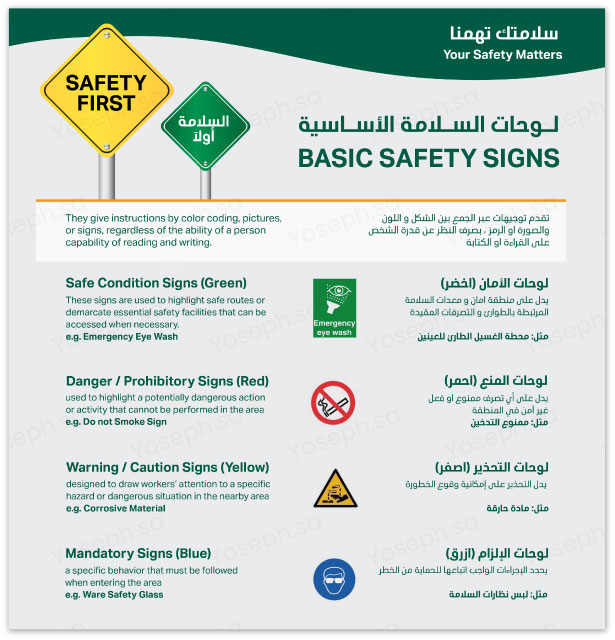 سلامتك تهمنا
Your Safety Matters
SAFETY
FIRST
السلامة
أولاً
لوحات السلامة الأساسية
BASIC SAFETY SIGNS
They give instructions by color coding, pictures,
or signs, regardless of the ability of a person
capability of reading and writing.
تقدم توجيهات عبر الجمع بين الشكل و اللون
والصورة او الرمز ، بصرف النظر عن قدرة الشخص
على القراءة او الكتابة
Safe Condition Signs (Green)
These signs are used to highlight safe routes or
demarcate essential safety facilities that can be
accessed when necessary.
e.g. Emergency Eye Wash
Emergency
eye wash
لوحات الأمان (اخضر)
يدل على منطقة امان و معدات السلامة
المرتبطة بالطوارئ و التصرفات المقيدة
مثل: محطة الغسيل الطارئ للعينين
Danger / Prohibitory Signs (Red)
used to highlight a potentially dangerous action
or activity that cannot be performed in the area
e.g. Do not Smoke Sign
لوحات المنع (احمر)
يدل على أي تصرف ممنوع او فعل
غير آمن في المنطقة
مثل: ممنوع التدخين
Warning / Caution Signs (Yellow)
designed to draw workers' attention to a specific
hazard or dangerous situation in the nearby area
e.g. Corrosive Material
لوحات التحذير (اصفر)
يدل التحذير على إمكانية وقوع الخطورة
مثل: مادة حارقة
Mandatory Signs (Blue)
a specific behavior that must be followed
when entering the area
e.g. Ware Safety Glass
لوحات الإلزام (ازرق)
يحدد الإجراءات الواجب اتباعها للحماية من الخطر
مثل: لبس نظارات السلامة
Yoseph.sa